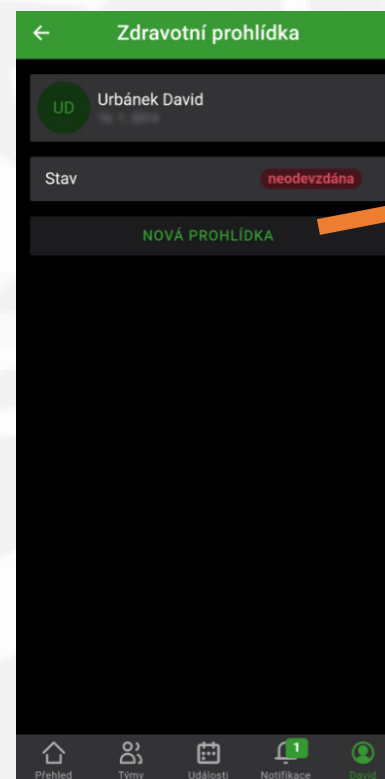 Zdravotní prohlídka
UD
Urbánek David
Stav
neodevzdána
NOVÁ PROHLÍDKA
1
Přehled
Týmy
Události
Notifikace
David